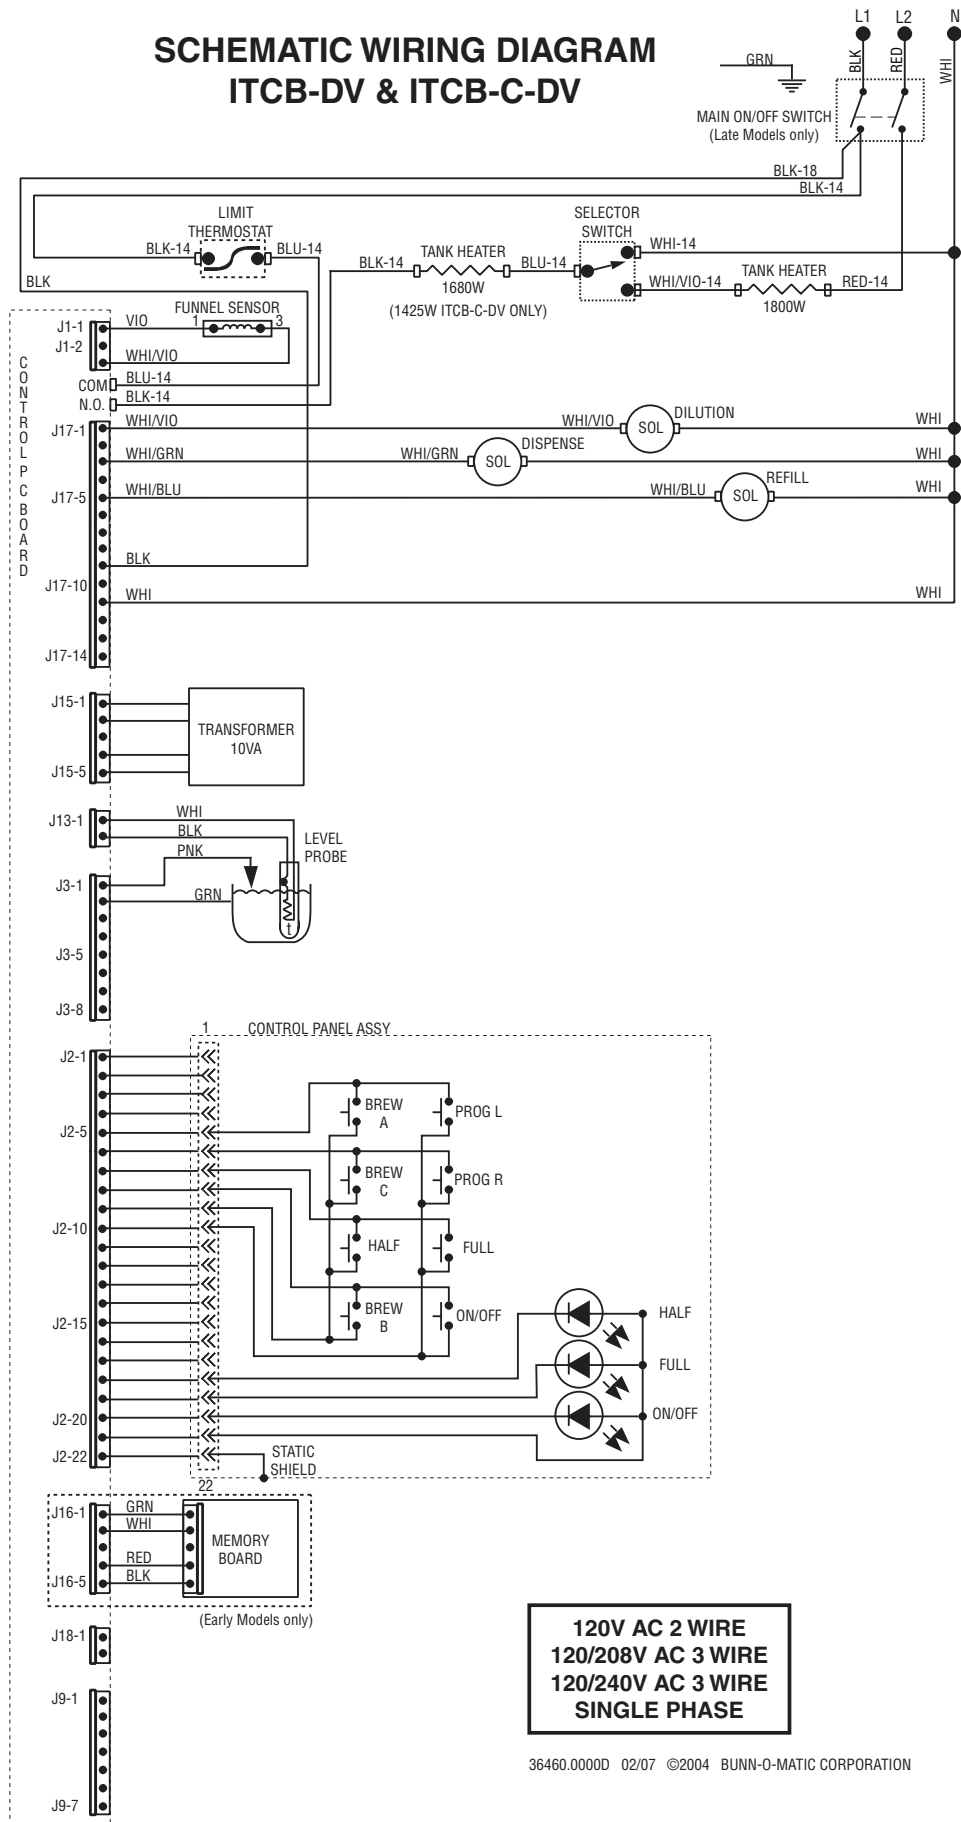 SCHEMATIC WIRING DIAGRAM
ITCB-DV & ITCB-C-DV
L1
L2
N
GRN
BLK
RED
WHI
MAIN ON/OFF SWITCH
(Late Models only)
BLK-18
BLK-14
LIMIT
THERMOSTAT
BLK-14
BLU-14
SELECTOR
SWITCH
WHI-14
BLK-14
TANK HEATER
1680W
(1425W ITCB-C-DV ONLY)
BLU-14
WHI/VIO-14
TANK HEATER
1800W
RED-14
BLK
FUNNEL SENSOR
1
3
J1-1
VIO
J1-2
WHI/VIO
CONTROL PC BOARD
COM
BLU-14
N.O.
BLK-14
J17-1
WHI/VIO
WHI/VIO
SOL
DILUTION
WHI
WHI/GRN
WHI/GRN
SOL
DISPENSE
WHI
J17-5
WHI/BLU
WHI/BLU
SOL
REFILL
WHI
BLK
J17-10
WHI
WHI
J17-14
J15-1
TRANSFORMER
10VA
J15-5
J13-1
WHI
BLK
LEVEL
PROBE
PNK
J3-1
GRN
t
J3-5
J3-8
1
CONTROL PANEL ASSY
J2-1
BREW
A
PROG L
J2-5
BREW
C
PROG R
J2-10
HALF
FULL
BREW
B
ON/OFF
J2-15
HALF
FULL
ON/OFF
J2-20
J2-22
STATIC
SHIELD
22
J16-1
GRN
WHI
MEMORY
BOARD
RED
J16-5
BLK
(Early Models only)
J18-1
J9-1
J9-7
120V AC 2 WIRE
120/208V AC 3 WIRE
120/240V AC 3 WIRE
SINGLE PHASE
36460.0000D 02/07 ©2004 BUNN-O-MATIC CORPORATION